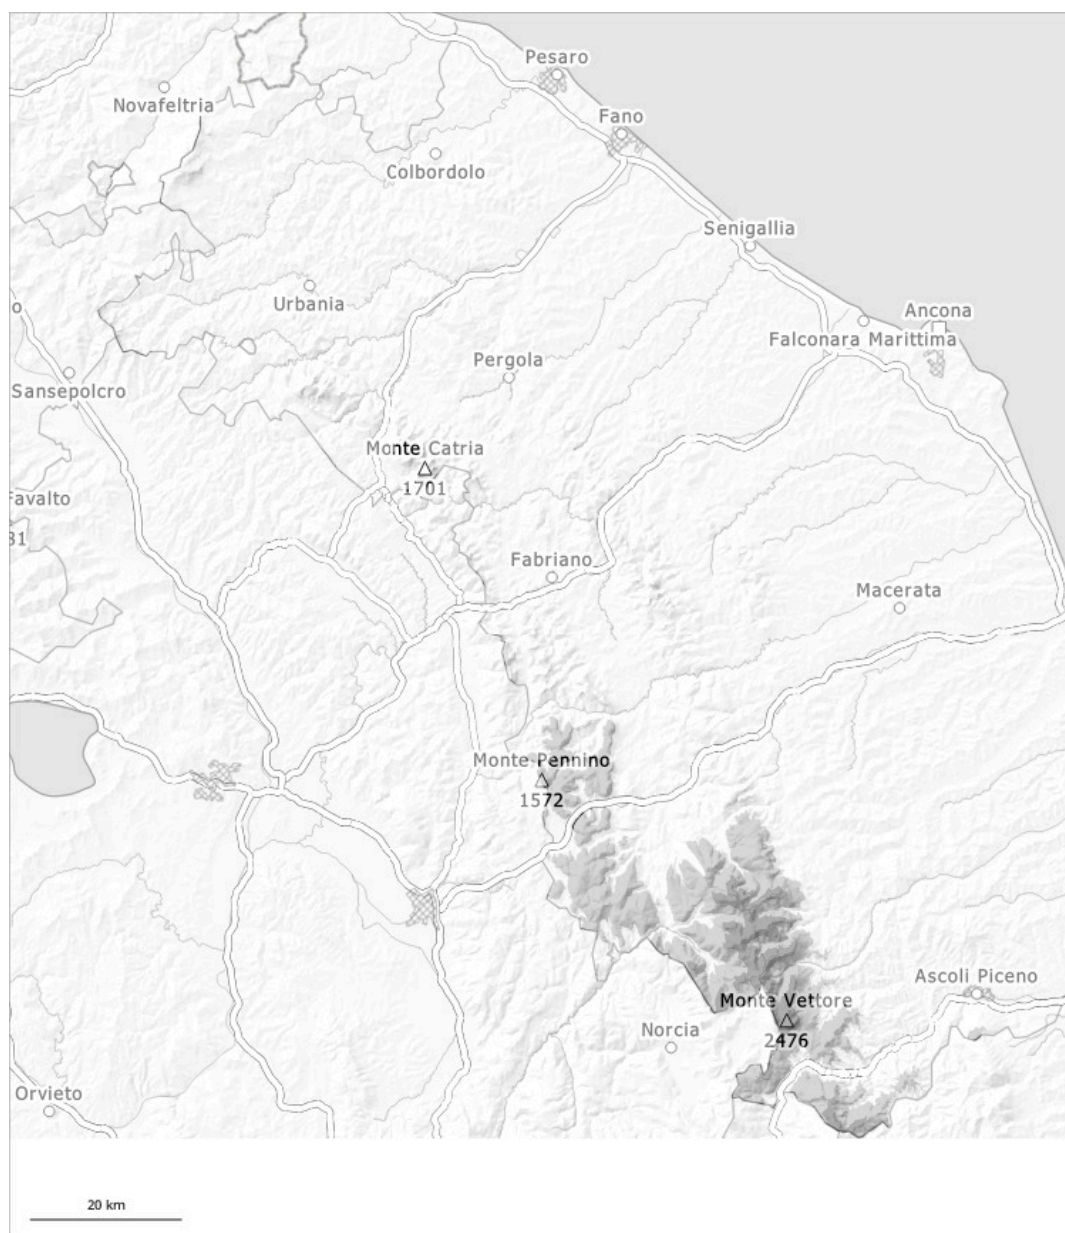 Pesaro
Novafeltria
Fano
Colbordolo
Senigallia
Urbania
o
Ancona
Falconara Marittima
Pergola
Sansepolcro
Monte Catria
1701
Favalto
31
Fabriano
Macerata
Monte Pennino
1572
Ascoli Piceno
Monte Vettore
Norcia
2476
Orvieto
20 km